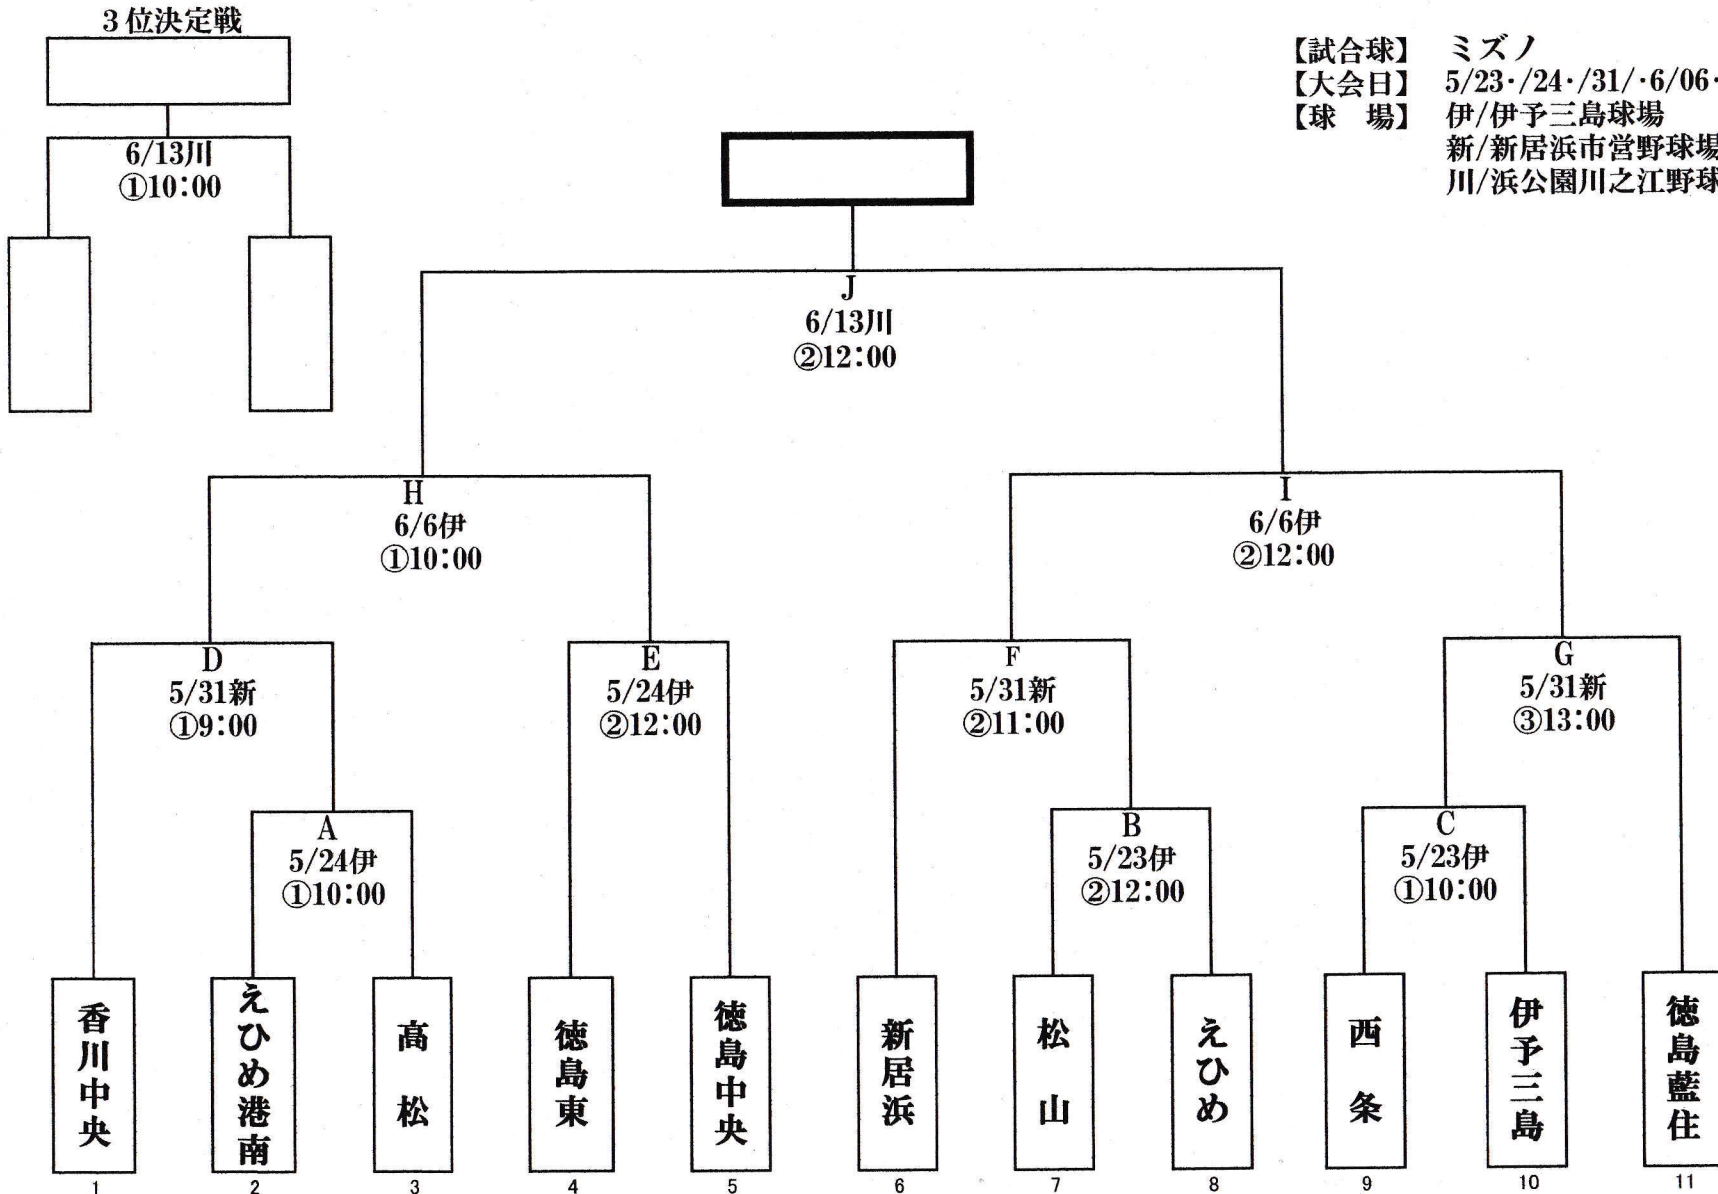 3位決定戦
6/13川
①10:00
【試合球】 ミズノ
【大会日】 5/23・/24・/31/・6/06・
【球 場】 伊/伊予三島球場
新/新居浜市営野球場
川/浜公園川之江野球
J
6/13川
②12:00
H
6/6伊
①10:00
I
6/6伊
②12:00
D
5/31新
①9:00
E
5/24伊
②12:00
F
5/31新
②11:00
G
5/31新
③13:00
A
5/24伊
①10:00
B
5/23伊
②12:00
C
5/23伊
①10:00
香川中央
えひめ港南
高松
徳島東
徳島中央
新居浜
松山
えひめ
西条
伊予三島
徳島藍住
1 2 3 4 5 6 7 8 9 10 11